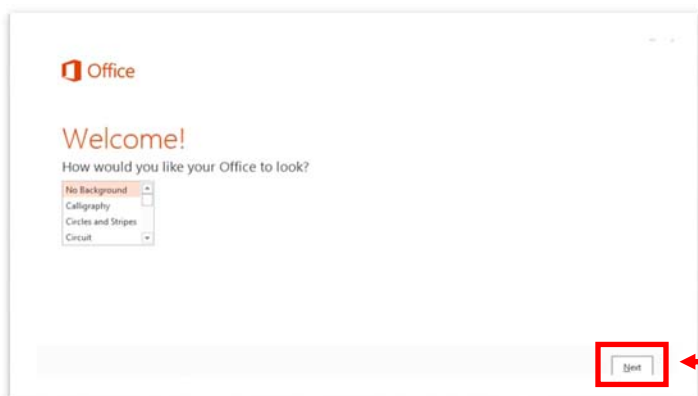 Office
Welcome!
How would you like your Office to look?
No Background
Calligraphy
Circles and Stripes
Circuit
Next